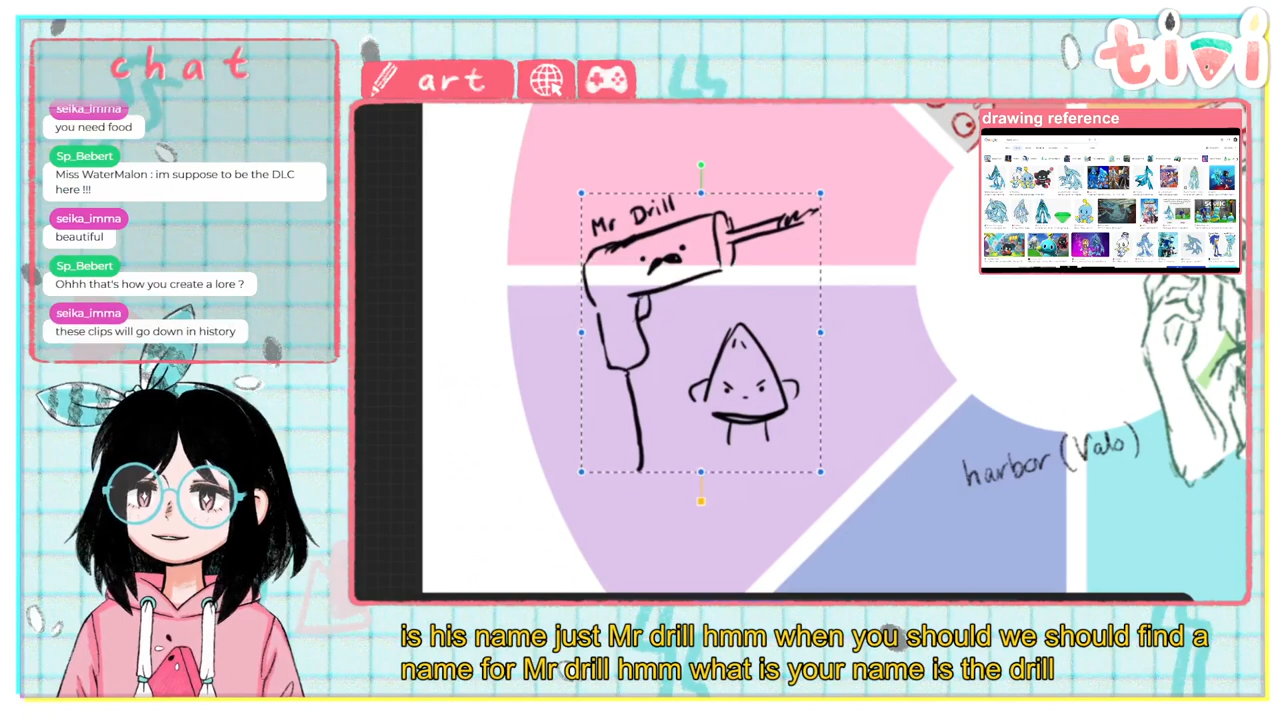 chat
seika_imma
you need food
Sp_Bebert
Miss WaterMalon : im suppose to be the DLC
here !!!
seika_imma
beautiful
Sp_Bebert
Ohhh that's how you create a lore ?
seika_imma
these clips will go down in history
art
tivi
drawing reference
Mr Drill
harbor (Valo)
is his name just Mr drill hmm when you should we should find a
name for Mr drill hmm what is your name is the drill